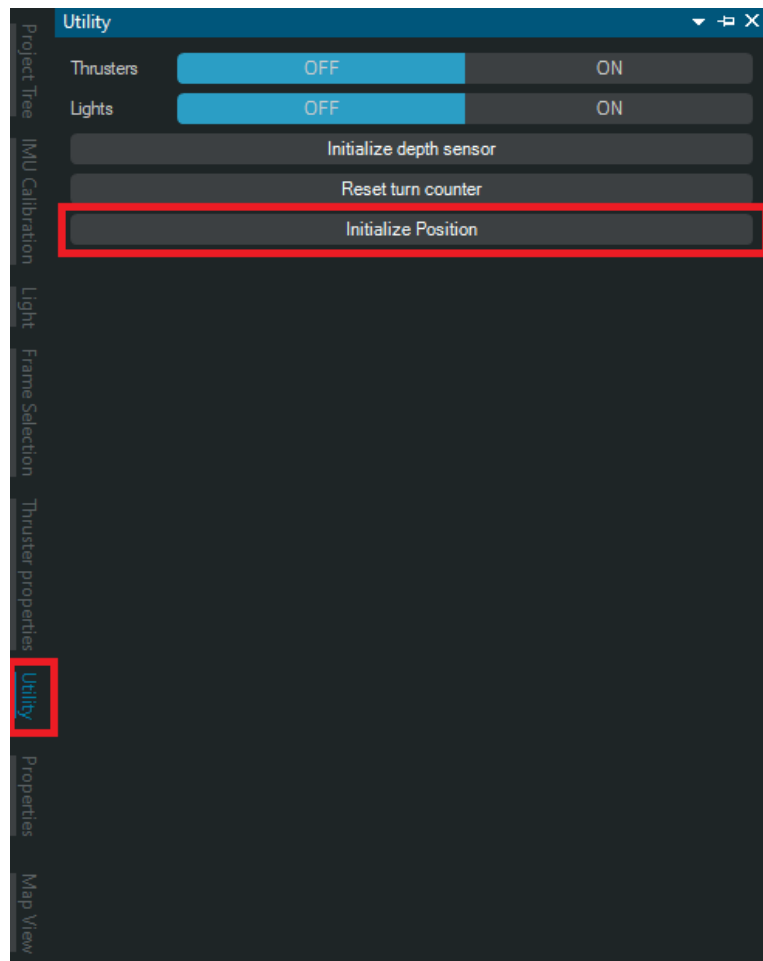 Utility
Thrusters OFF ON
Lights OFF ON
Initialize depth sensor
Reset turn counter
Initialize Position
Project Tree
IMU Calibration
Light
Frame Selection
Thruster properties
Utility
Properties
Map View